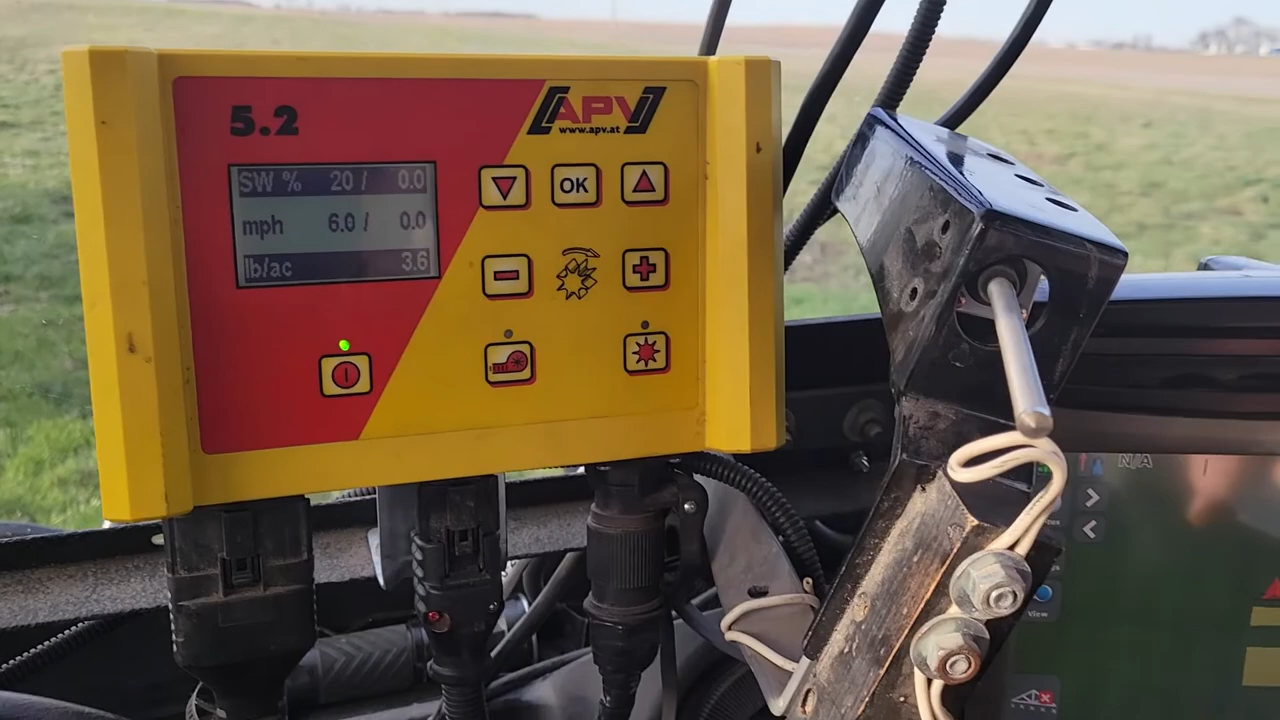 5.2
APV
www.apv.at
SW % 20 / 0.0
mph 6.0 / 0.0
lb/ac 3.6
OK
N/A
View